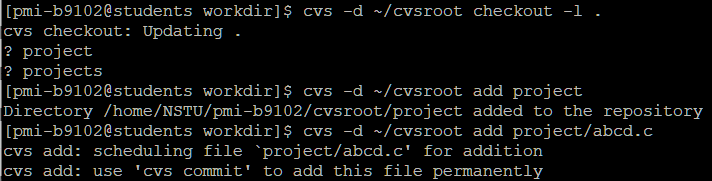 [pmi-b9102@students workdir]$ cvs -d ~/cvsroot checkout -l .
cvs checkout: Updating .
? project
? projects
[pmi-b9102@students workdir]$ cvs -d ~/cvsroot add project
Directory /home/NSTU/pmi-b9102/cvsroot/project added to the repository
[pmi-b9102@students workdir]$ cvs -d ~/cvsroot add project/abcd.c
cvs add: scheduling file `project/abcd.c' for addition
cvs add: use 'cvs commit' to add this file permanently